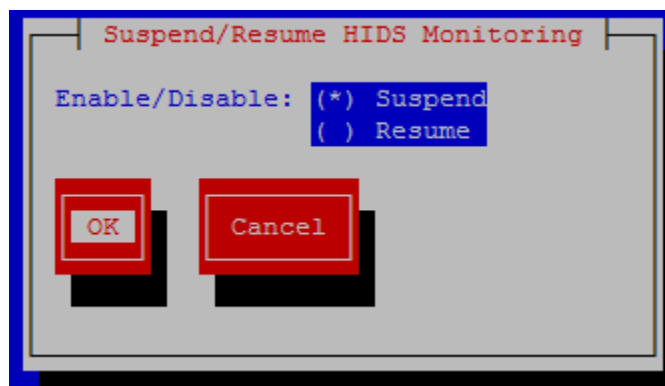 Suspend/Resume HIDS Monitoring
Enable/Disable: (*) Suspend
( ) Resume
OK Cancel